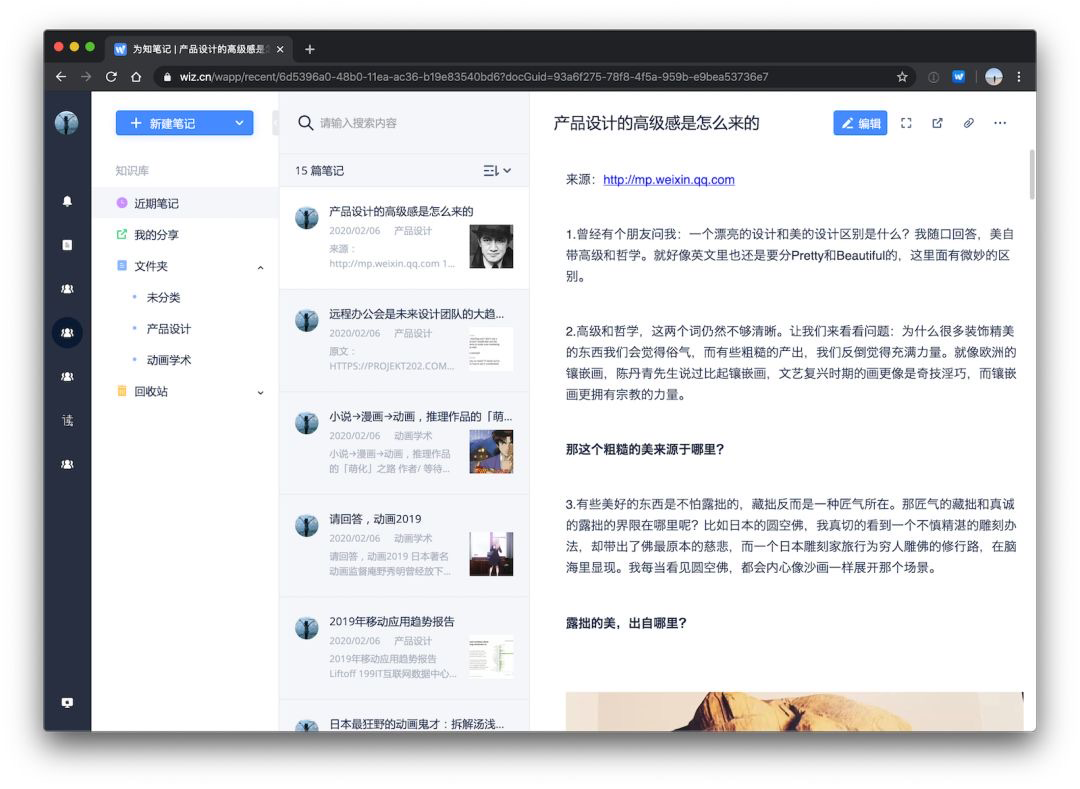 为知笔记 | 产品设计的高级感是怎
wiz.cn/wapp/recent/6d5396a0-48b0-11ea-ac36-b19e83540bd6?docGuid=93a6f275-78f8-4f5a-959b-e9bea53736e7
读
新建笔记
知识库
近期笔记
我的分享
文件夹
未分类
产品设计
动画学术
回收站
请输入搜索内容
15 篇笔记
产品设计的高级感是怎么来的
2020/02/06 产品设计
来源：
http://mp.weixin.qq.com 1...
远程办公会是未来设计团队的大趋...
2020/02/06 产品设计
原文：
HTTPS://PROJEKT202.COM...
小说→漫画→动画，推理作品的「萌...
2020/02/06 动画学术
小说→漫画→动画，推理作品
的「萌化」之路 作者/ 等待...
请回答，动画2019
2020/02/06 动画学术
请回答，动画2019 日本著名
动画监督庵野秀明曾经放下...
2019年移动应用趋势报告
2020/02/06 产品设计
2019年移动应用趋势报告
Liftoff 199IT互联网数据中心...
日本最狂野的动画鬼才：拆解汤浅...
产品设计的高级感是怎么来的
编辑
来源：http://mp.weixin.qq.com
1.曾经有个朋友问我：一个漂亮的设计和美的设计区别是什么？我随口回答，美自
带高级和哲学。就好像英文里也还是要分Pretty和Beautiful的，这里面有微妙的区
别。
2.高级和哲学，这两个词仍然不够清晰。让我们来看看问题：为什么很多装饰精美
的东西我们会觉得俗气，而有些粗糙的产出，我们反倒觉得充满力量。就像欧洲的
镶嵌画，陈丹青先生说过比起镶嵌画，文艺复兴时期的画更像是奇技淫巧，而镶嵌
画更拥有宗教的力量。
那这个粗糙的美来源于哪里？
3.有些美好的东西是不怕露拙的，藏拙反而是一种匠气所在。那匠气的藏拙和真诚
的露拙的界限在哪里呢？比如日本的圆空佛，我真切的看到一个不慎精湛的雕刻办
法，却带出了佛最原本的慈悲，而一个日本雕刻家旅行为穷人雕佛的修行路，在脑
海里显现。我每当看见圆空佛，都会内心像沙画一样展开那个场景。
露拙的美，出自哪里？